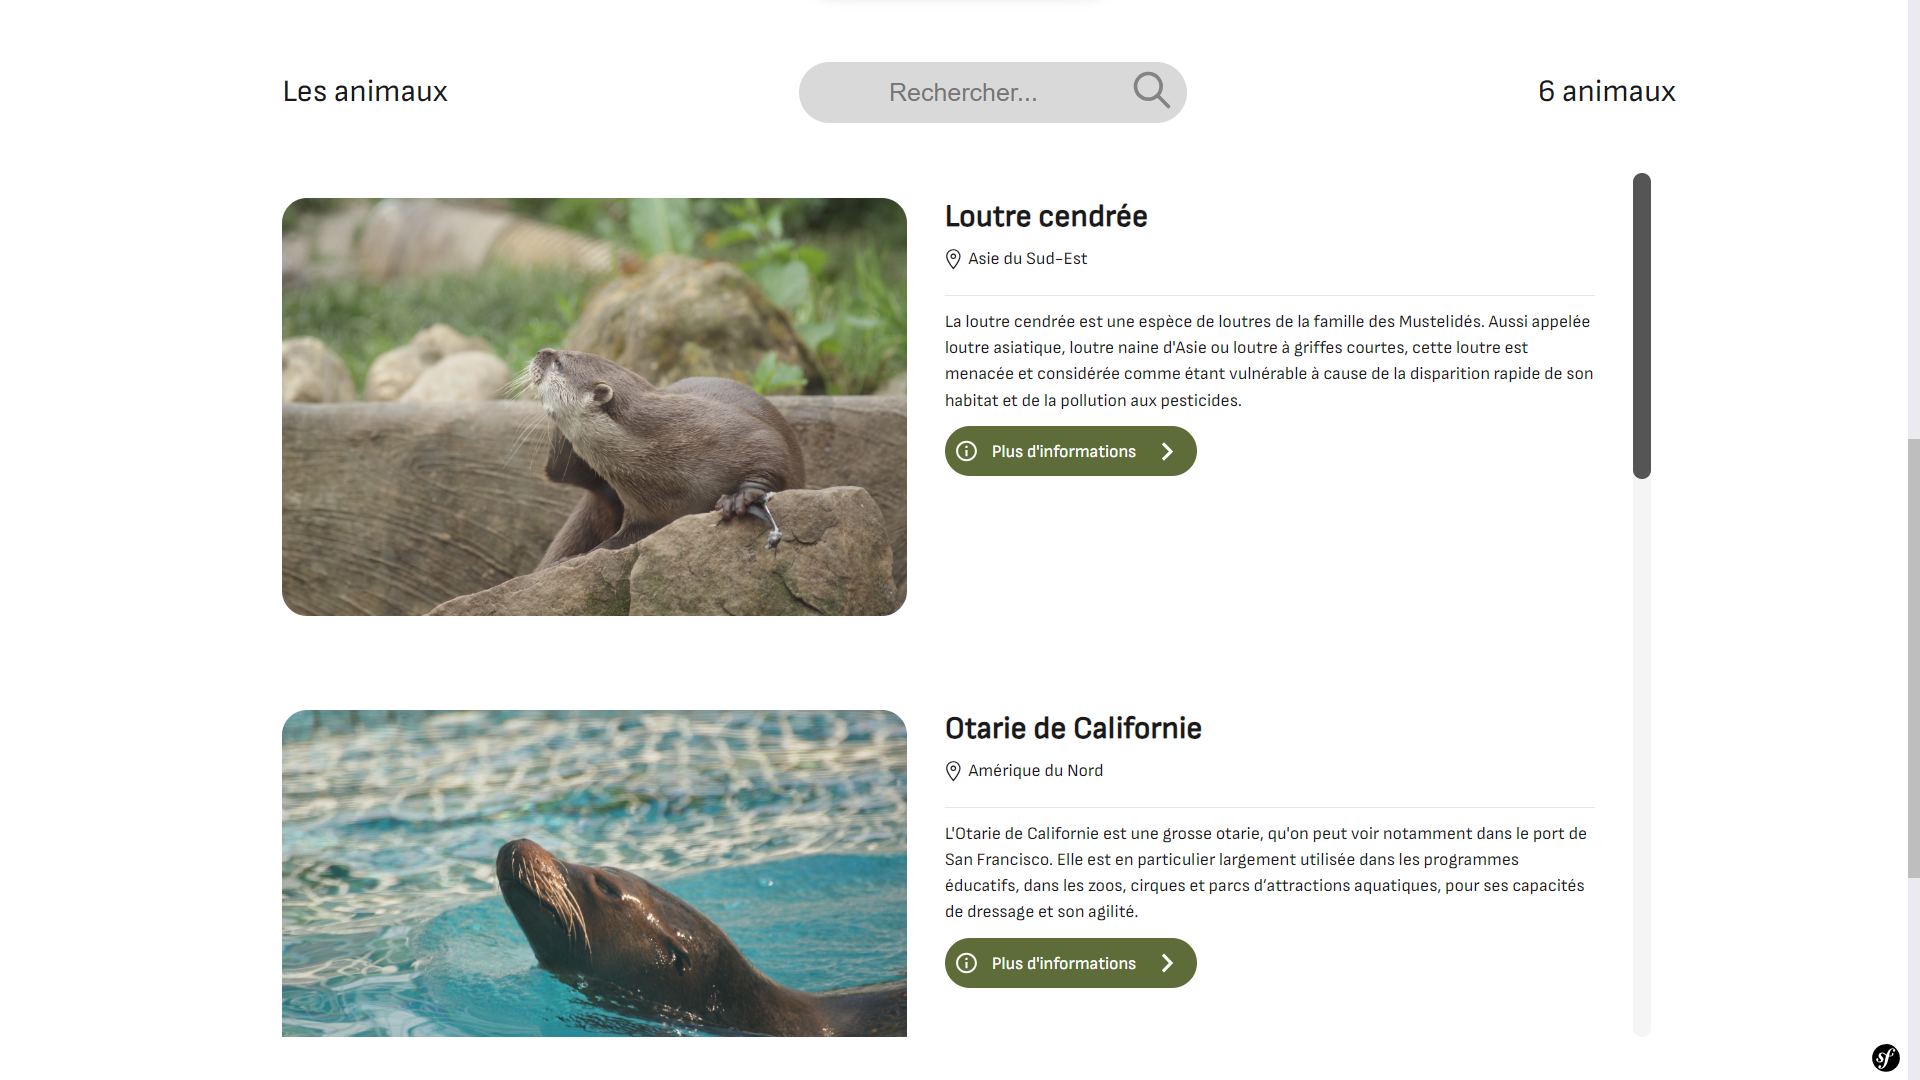 Les animaux
Rechercher...
6 animaux
Loutre cendrée
Asie du Sud-Est
La loutre cendrée est une espèce de loutres de la famille des Mustelidés. Aussi appelée
loutre asiatique, loutre naine d'Asie ou loutre à griffes courtes, cette loutre est
menacée et considérée comme étant vulnérable à cause de la disparition rapide de son
habitat et de la pollution aux pesticides.
Plus d'informations
Otarie de Californie
Amérique du Nord
L'Otarie de Californie est une grosse otarie, qu'on peut voir notamment dans le port de
San Francisco. Elle est en particulier largement utilisée dans les programmes
éducatifs, dans les zoos, cirques et parcs d’attractions aquatiques, pour ses capacités
de dressage et son agilité.
Plus d'informations
sf